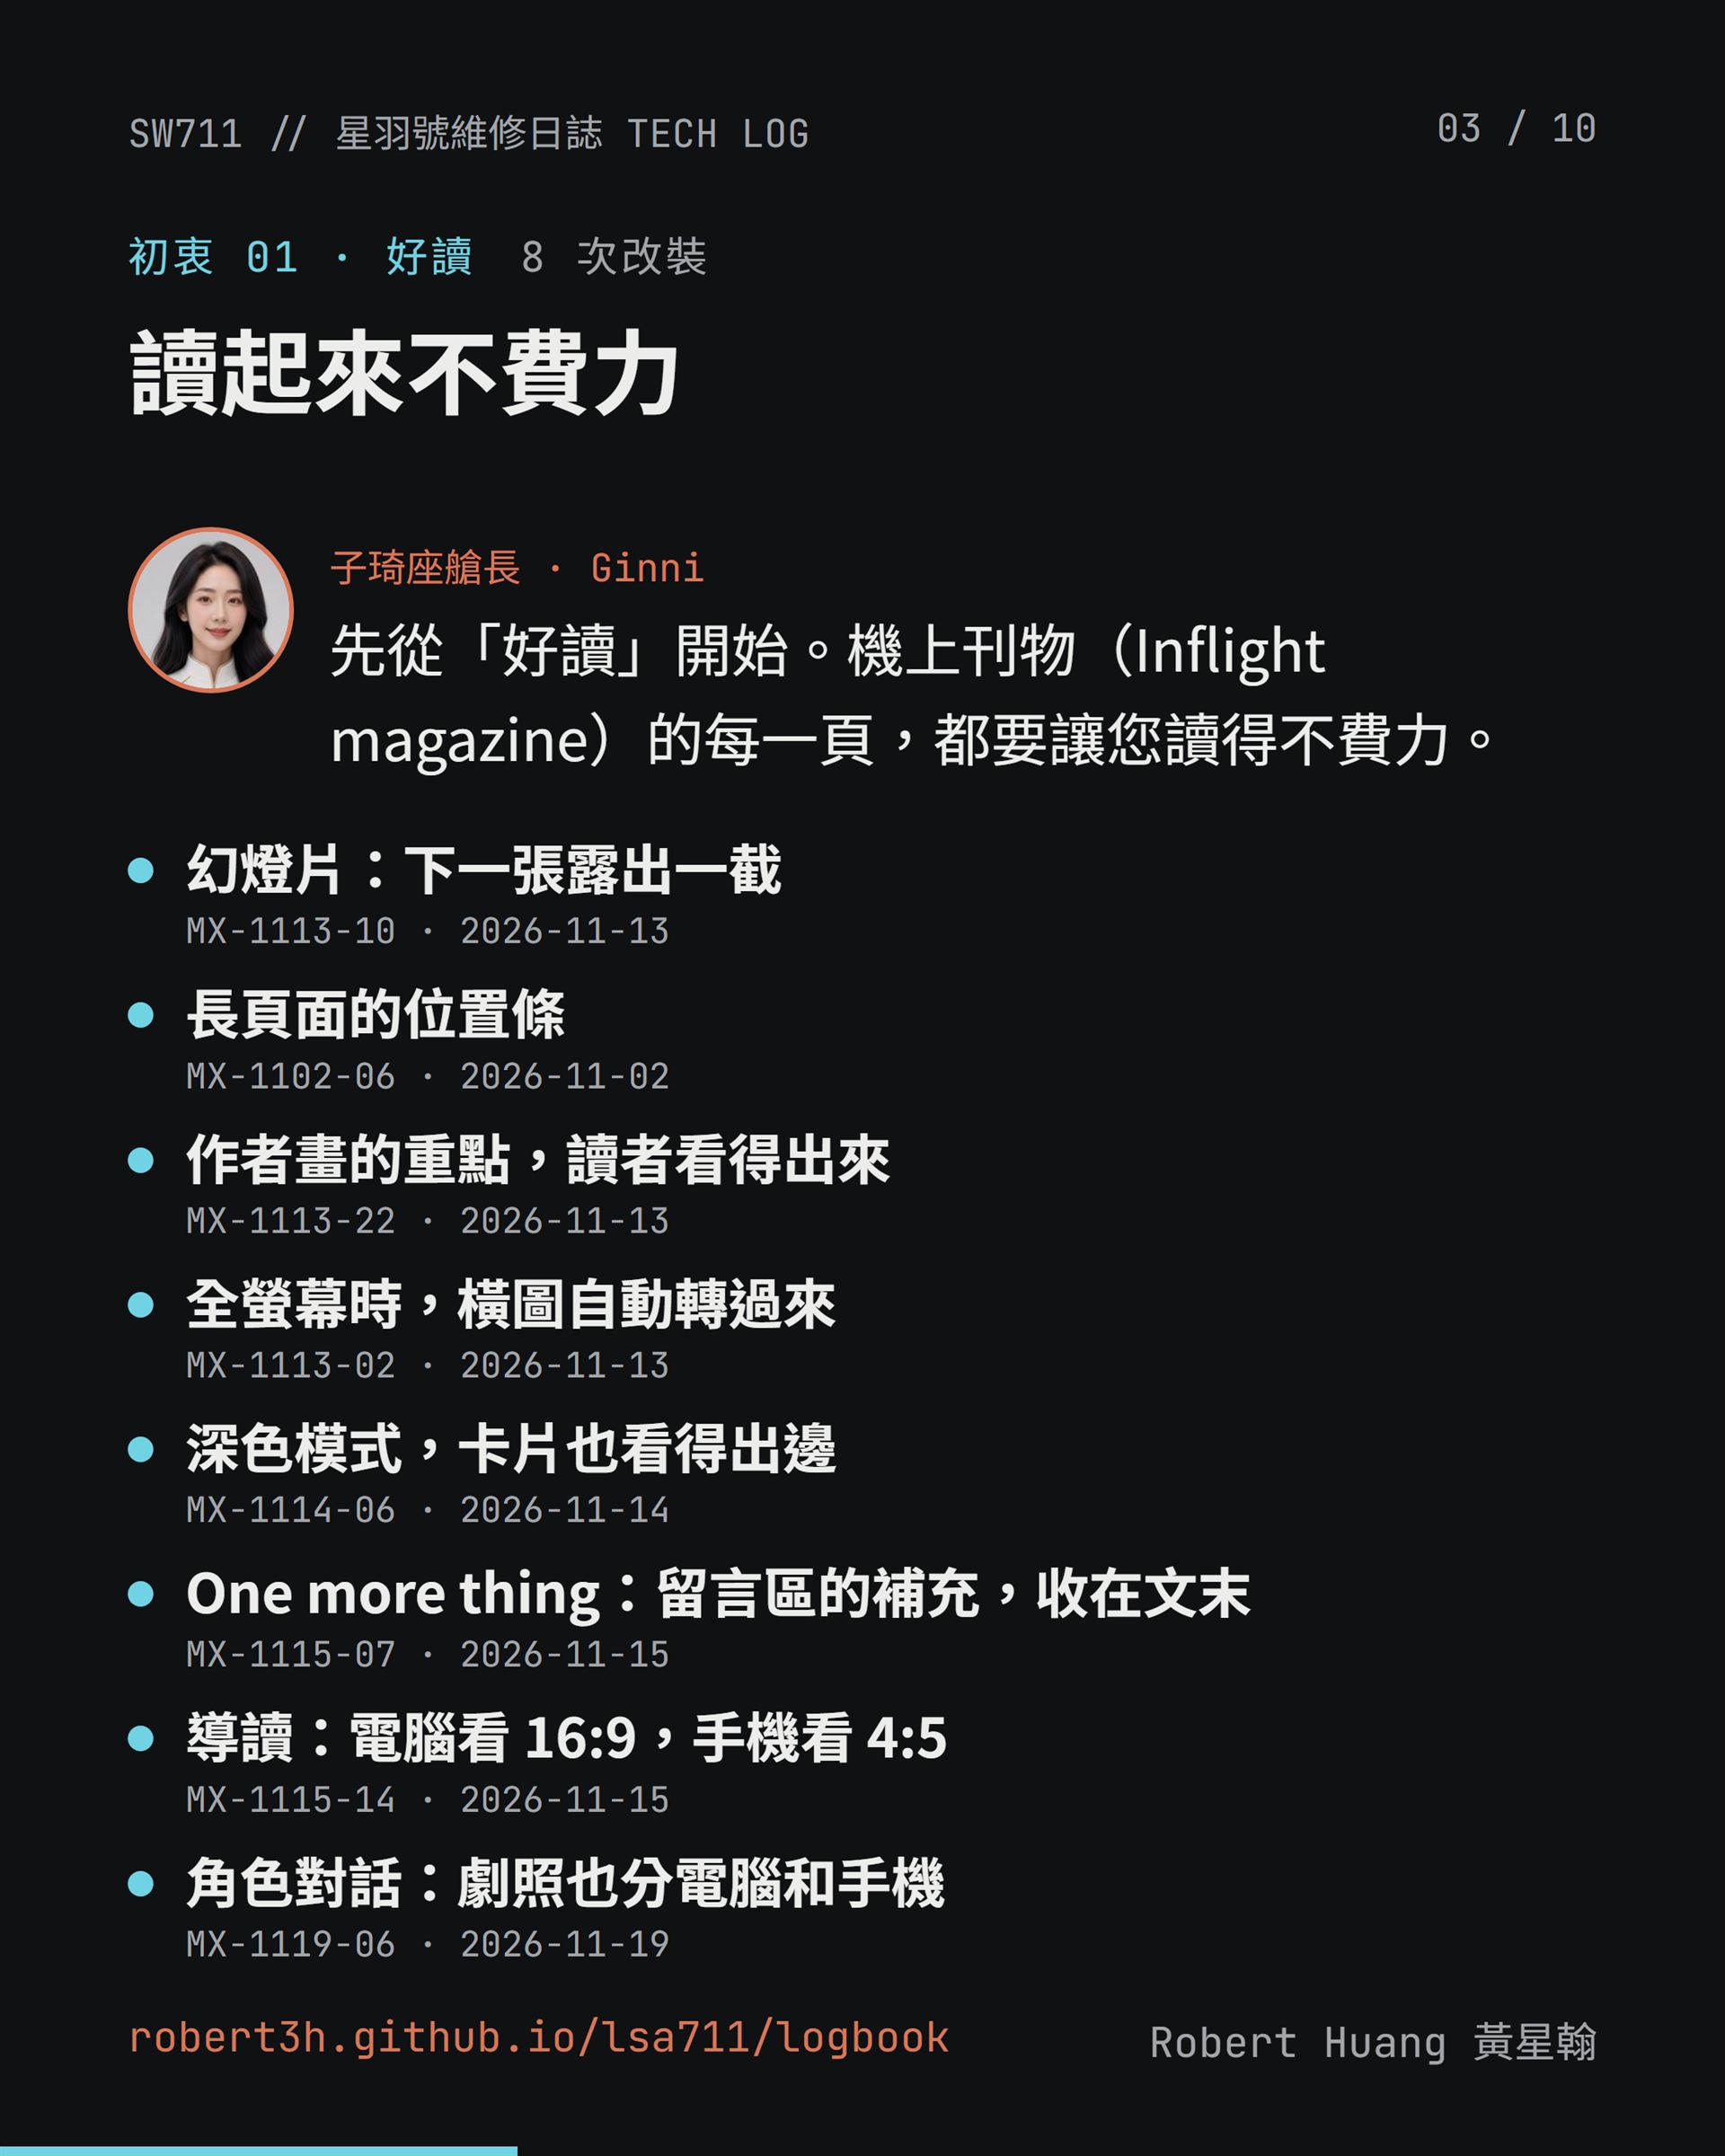 SW711 // 星羽號維修日誌 TECH LOG
03 / 10
初衷 01 · 好讀 8 次改裝
讀起來不費力
子琦座艙長 · Ginni
先從「好讀」開始。機上刊物（Inflight
magazine）的每一頁，都要讓您讀得不費力。
幻燈片：下一張露出一截
MX-1113-10 · 2026-11-13
長頁面的位置條
MX-1102-06 · 2026-11-02
作者畫的重點，讀者看得出來
MX-1113-22 · 2026-11-13
全螢幕時，橫圖自動轉過來
MX-1113-02 · 2026-11-13
深色模式，卡片也看得出邊
MX-1114-06 · 2026-11-14
One more thing：留言區的補充，收在文末
MX-1115-07 · 2026-11-15
導讀：電腦看 16:9，手機看 4:5
MX-1115-14 · 2026-11-15
角色對話：劇照也分電腦和手機
MX-1119-06 · 2026-11-19
robert3h.github.io/lsa711/logbook
Robert Huang 黃星翰